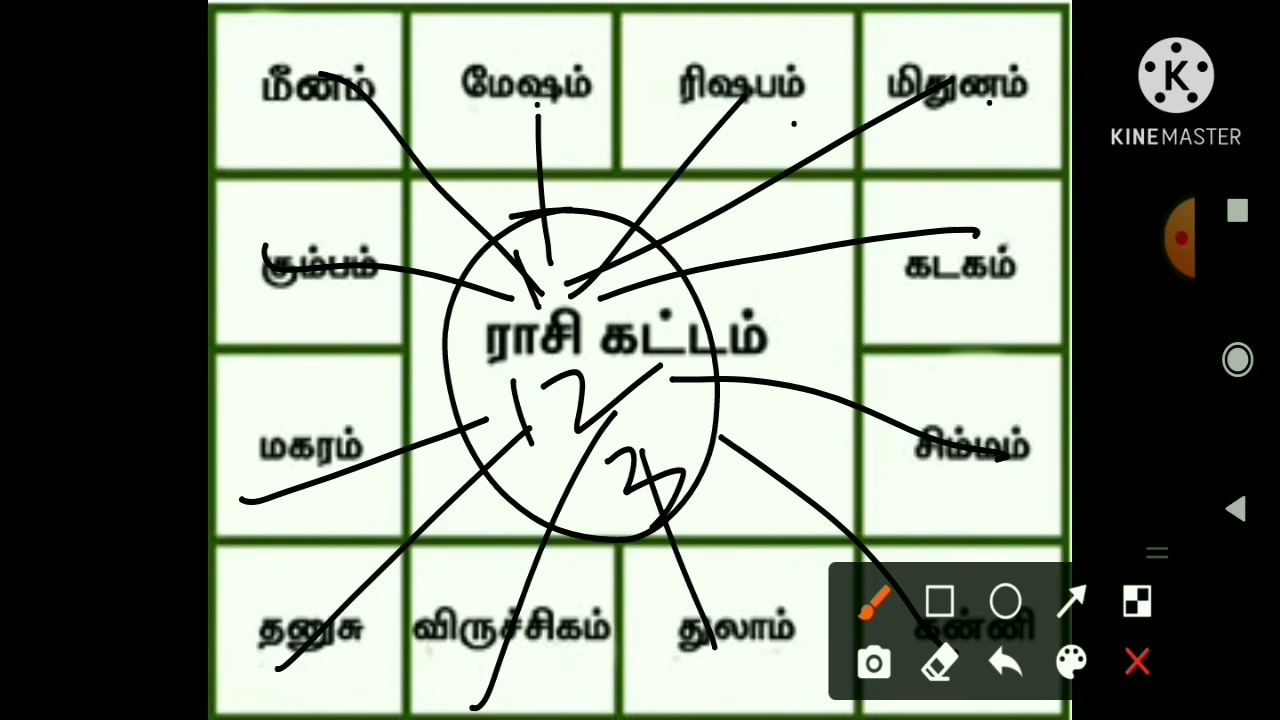 மீனம் மேஷம் ரிஷபம் மிதுனம்
கும்பம் கடகம்
ராசி கட்டம்
12
3
மகரம் சிம்மம்
தனுசு விருச்சிகம் துலாம் கன்னி
K
KINEMASTER